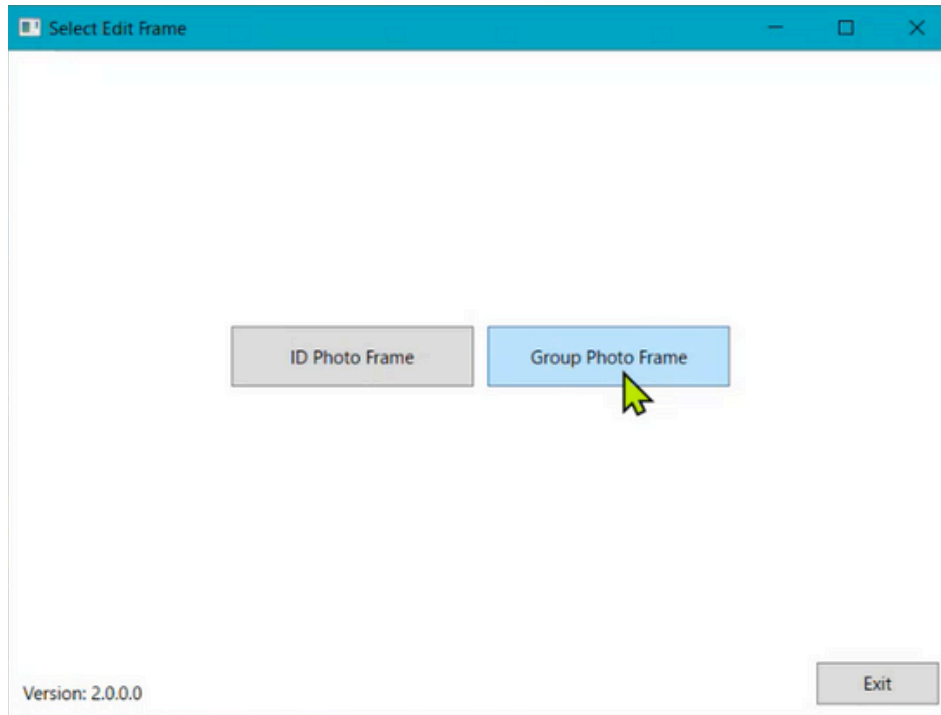 Select Edit Frame
ID Photo Frame
Group Photo Frame
Version: 2.0.0.0
Exit